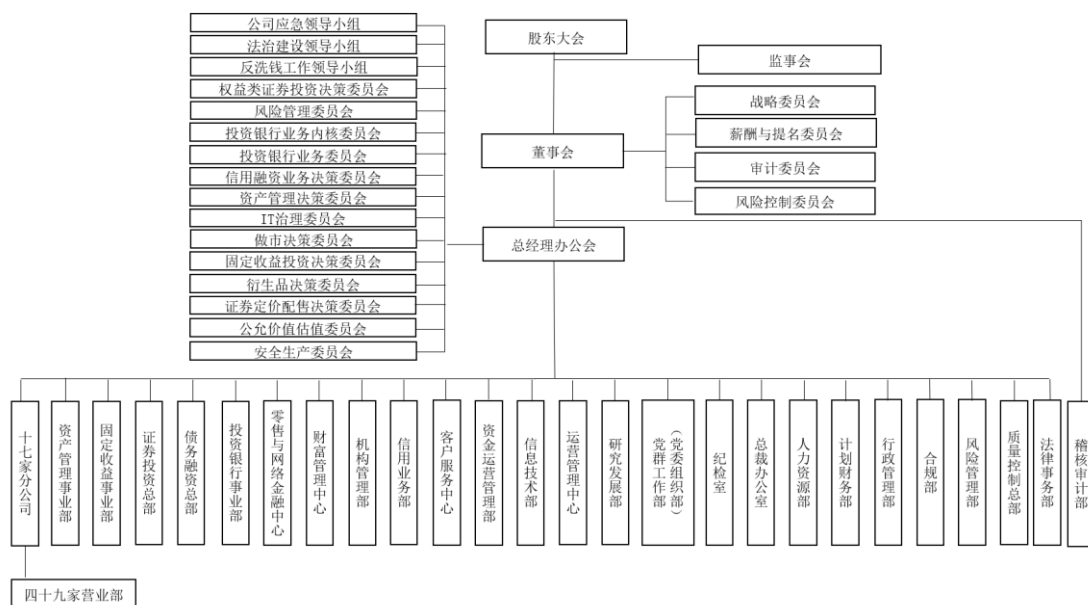 公司应急领导小组
法治建设领导小组
反洗钱工作领导小组
权益类证券投资决策委员会
风险管理委员会
投资银行业务内核委员会
投资银行业务委员会
信用融资业务决策委员会
资产管理决策委员会
IT治理委员会
做市决策委员会
固定收益投资决策委员会
衍生品决策委员会
证券定价配售决策委员会
公允价值估值委员会
安全生产委员会
股东大会
监事会
董事会
战略委员会
薪酬与提名委员会
审计委员会
风险控制委员会
总经理办公会
十七家分公司
资产管理事业部
固定收益事业部
证券投资总部
债务融资总部
投资银行事业部
零售与网络金融中心
财富管理中心
机构管理部
信用业务部
客户服务中心
资金运营管理部
信息技术部
运营管理中心
研究发展部
（党委组织部）
党群工作部
纪检室
总裁办公室
人力资源部
计划财务部
行政管理部
合规部
风险管理部
质量控制总部
法律事务部
稽核审计部
四十九家营业部